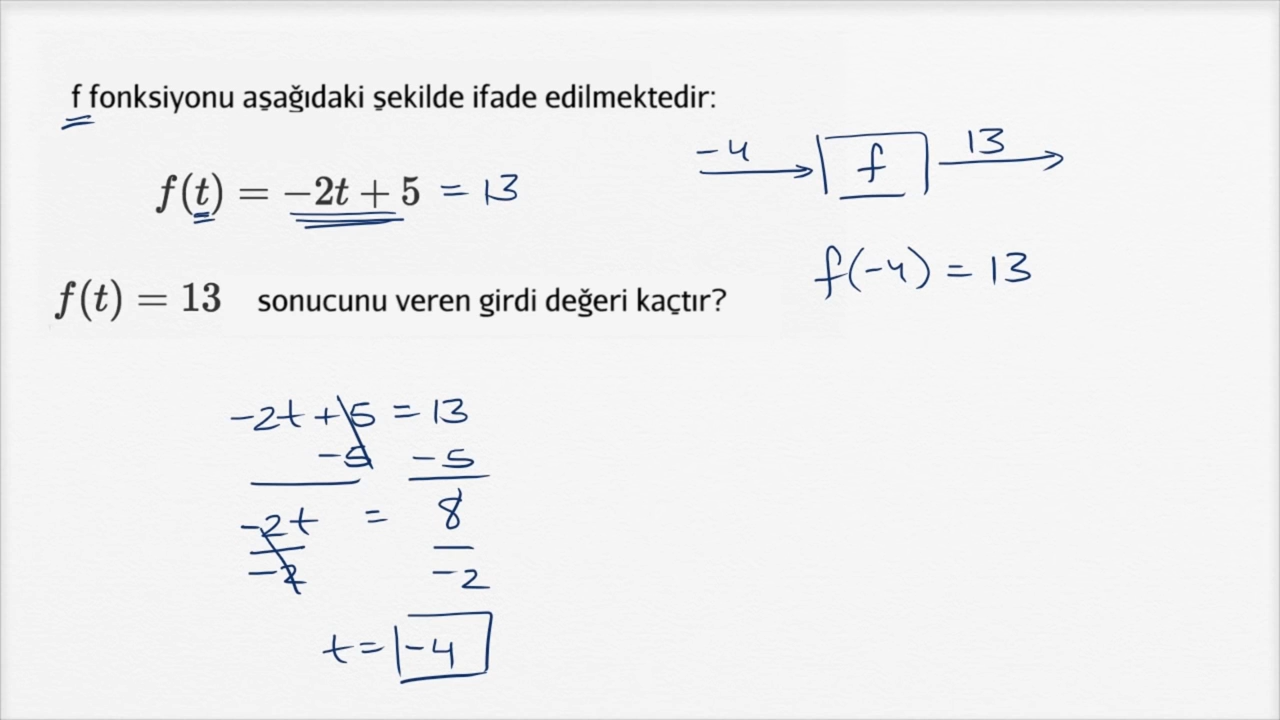 f fonksiyonu aşağıdaki şekilde ifade edilmektedir:
f(t) = -2t + 5 = 13
f(t) = 13 sonucunu veren girdi değeri kaçtır?
-2t + 5 = 13
-5 -5
-2t = 8
-2 -2
t = -4
-4 f 13
f(-4) = 13